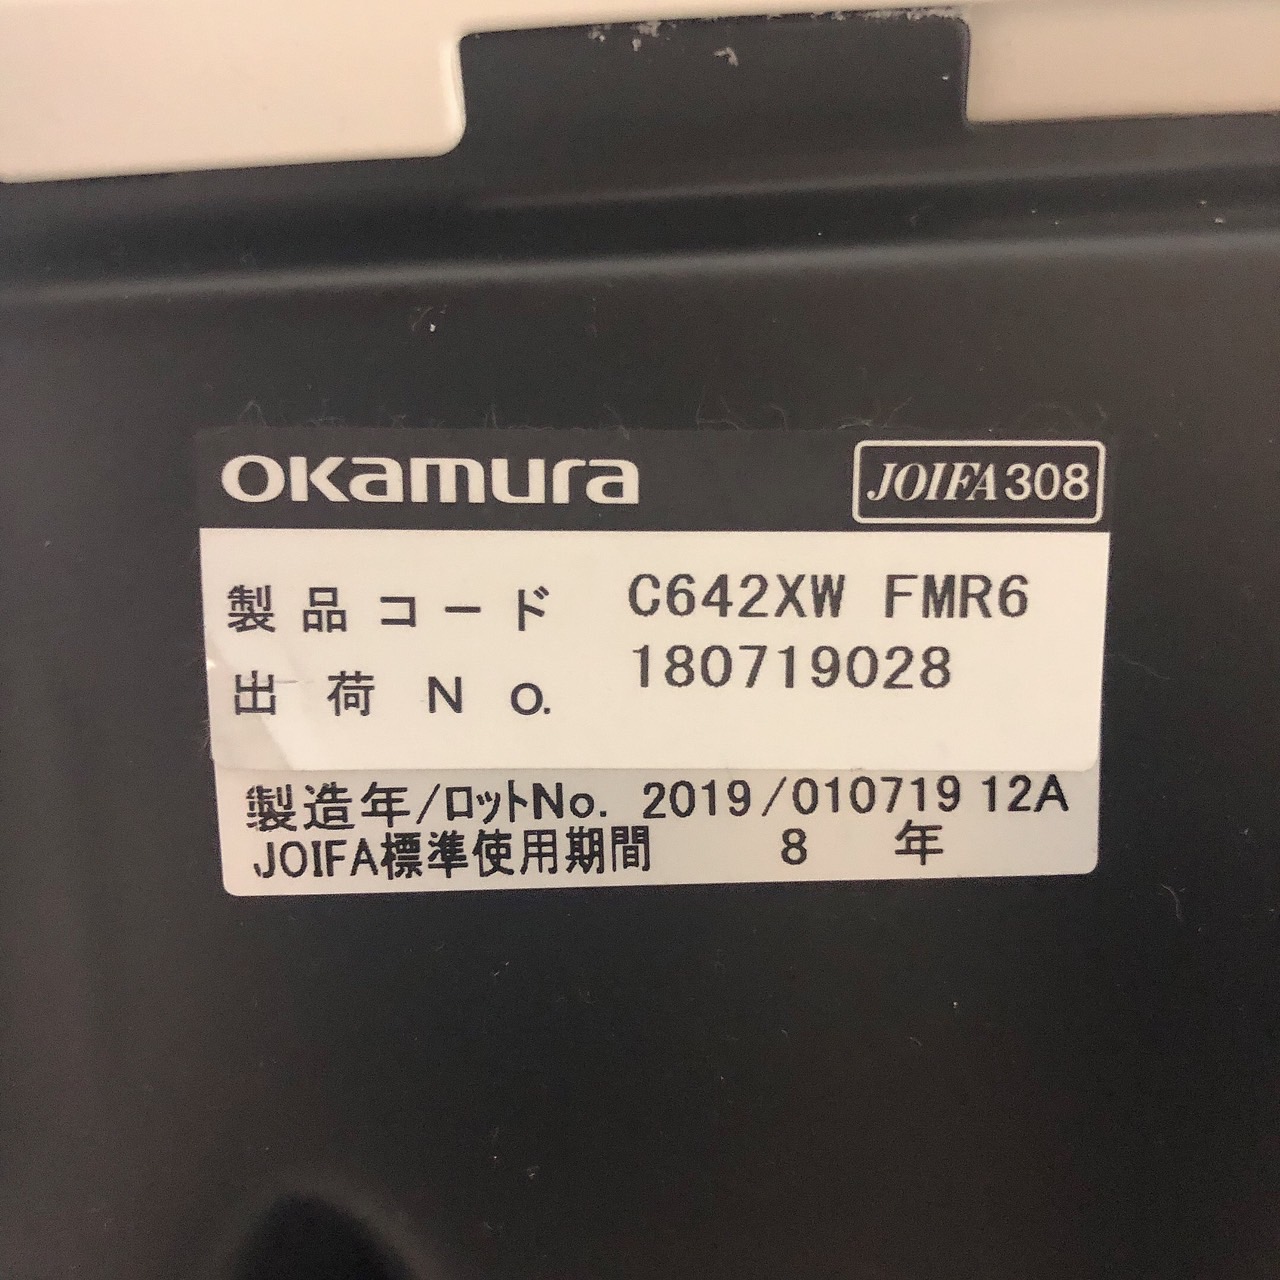 okamura JOIFA308
製品コード C642XW FMR6
出荷No. 180719028
製造年/ロットNo. 2019/010719 12A
JOIFA標準使用期間 8 年